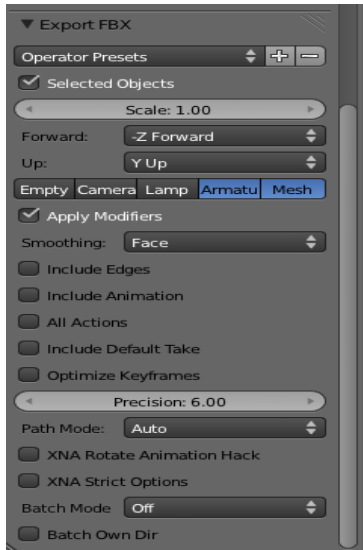 Export FBX
Operator Presets
Selected Objects
Scale: 1.00
Forward: -Z Forward
Up: Y Up
Empty Camera Lamp Armatu Mesh
Apply Modifiers
Smoothing: Face
Include Edges
Include Animation
All Actions
Include Default Take
Optimize Keyframes
Precision: 6.00
Path Mode: Auto
XNA Rotate Animation Hack
XNA Strict Options
Batch Mode Off
Batch Own Dir